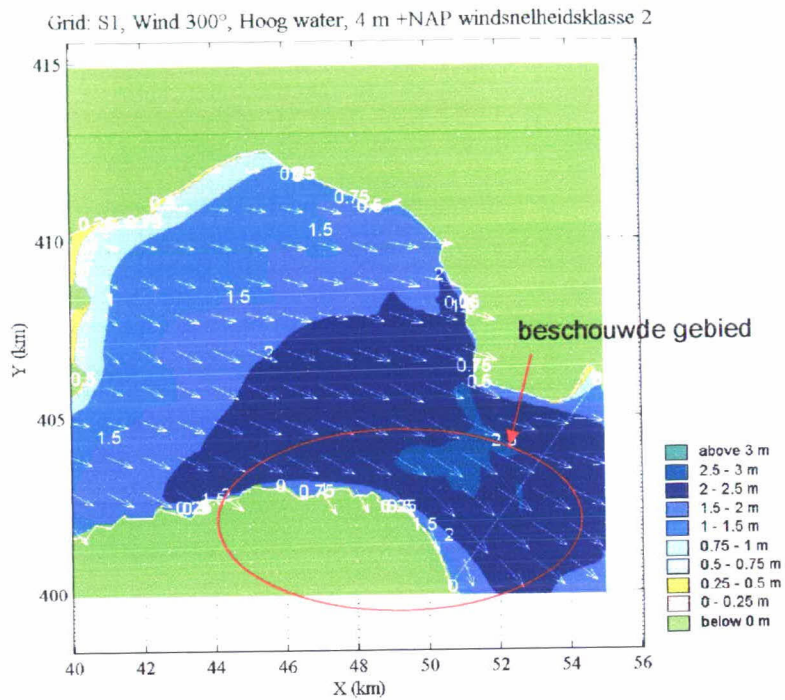 Grid: S1, Wind 300°, Hoog water, 4 m +NAP windsnelheidsklasse 2
415
410
405
400
Y (km)
40 42 44 46 48 50 52 54 56
X (km)
0.75
1.5
1.5
2
2
0.75
beschouwde gebied
1.5
0.75
1.5
2
0
above 3 m
2.5 - 3 m
2 - 2.5 m
1.5 - 2 m
1 - 1.5 m
0.75 - 1 m
0.5 - 0.75 m
0.25 - 0.5 m
0 - 0.25 m
below 0 m